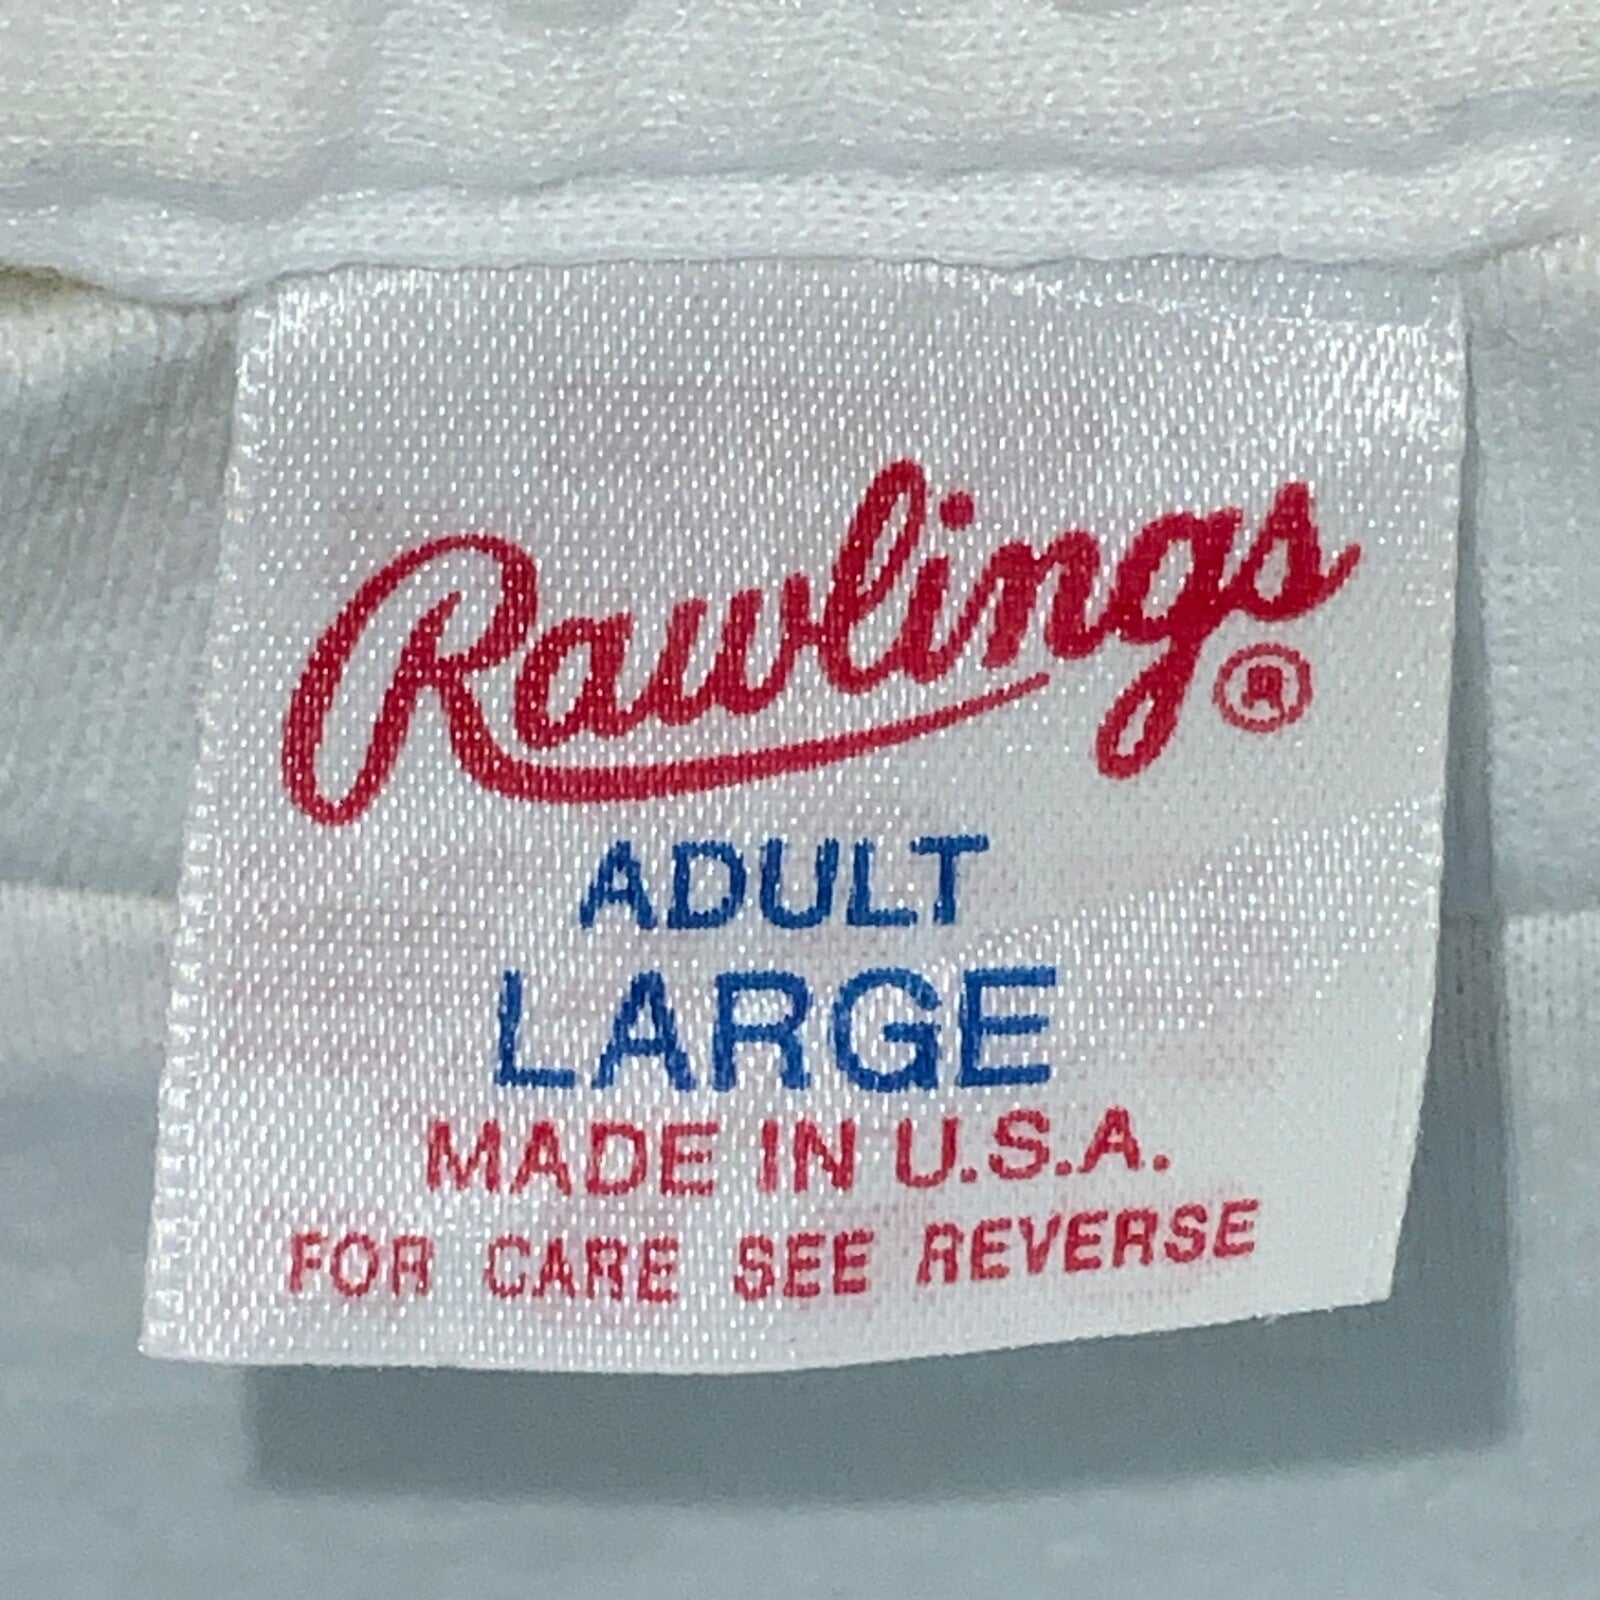 Rawlings ®
ADULT
LARGE
MADE IN U.S.A.
FOR CARE SEE REVERSE